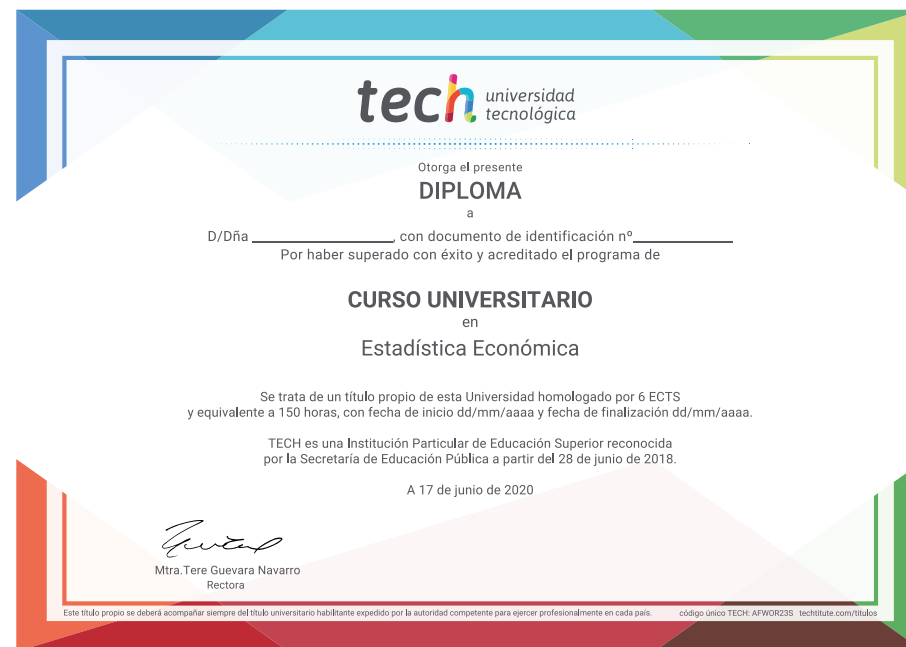 tech universidad
tecnológica
Otorga el presente
DIPLOMA
a
D/Dña ____________________, con documento de identificación nº______________
Por haber superado con éxito y acreditado el programa de
CURSO UNIVERSITARIO
en
Estadística Económica
Se trata de un título propio de esta Universidad homologado por 6 ECTS
y equivalente a 150 horas, con fecha de inicio dd/mm/aaaa y fecha de finalización dd/mm/aaaa.
TECH es una Institución Particular de Educación Superior reconocida
por la Secretaría de Educación Pública a partir del 28 de junio de 2018.
A 17 de junio de 2020
Mtra.Tere Guevara Navarro
Rectora
Este título propio se deberá acompañar siempre del título universitario habilitante expedido por la autoridad competente para ejercer profesionalmente en cada país. código único TECH: AFWOR23S techtitute.com/titulos